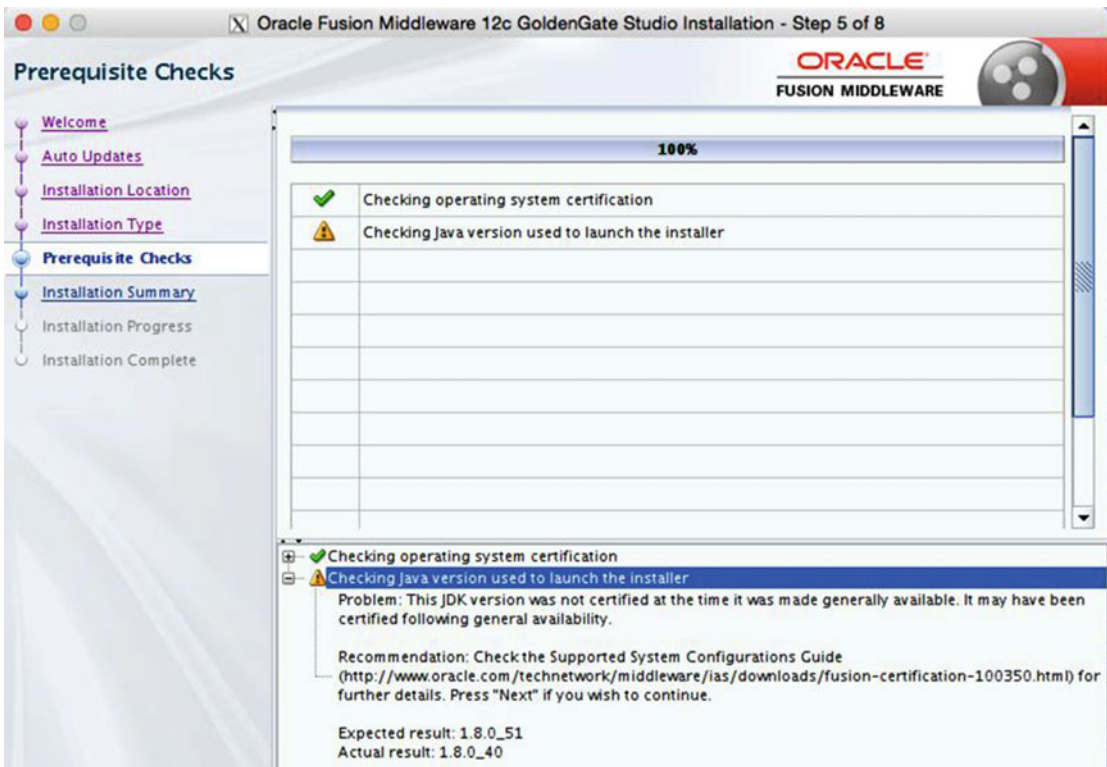 Oracle Fusion Middleware 12c GoldenGate Studio Installation - Step 5 of 8
Prerequisite Checks
ORACLE
FUSION MIDDLEWARE
Welcome
Auto Updates
Installation Location
Installation Type
Prerequisite Checks
Installation Summary
Installation Progress
Installation Complete
100%
Checking operating system certification
Checking Java version used to launch the installer
Checking operating system certification
Checking Java version used to launch the installer
Problem: This JDK version was not certified at the time it was made generally available. It may have been
certified following general availability.
Recommendation: Check the Supported System Configurations Guide
(http://www.oracle.com/technetwork/middleware/ias/downloads/fusion-certification-100350.html) for
further details. Press "Next" if you wish to continue.
Expected result: 1.8.0_51
Actual result: 1.8.0_40